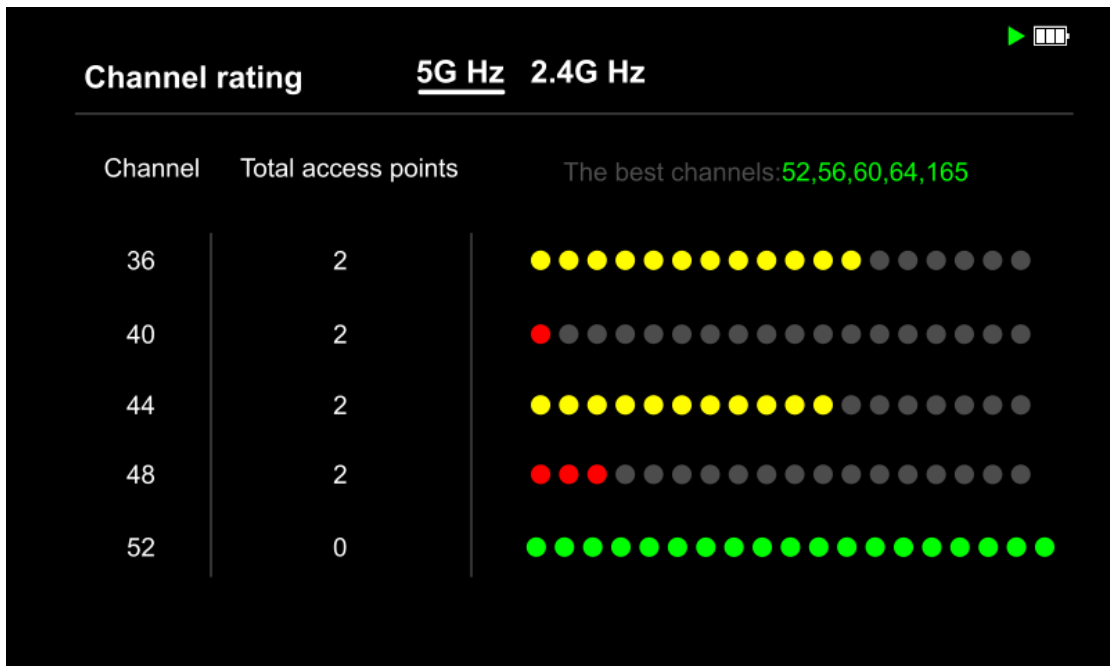 Channel rating 5G Hz 2.4G Hz
Channel Total access points The best channels:52,56,60,64,165
36 2
40 2
44 2
48 2
52 0